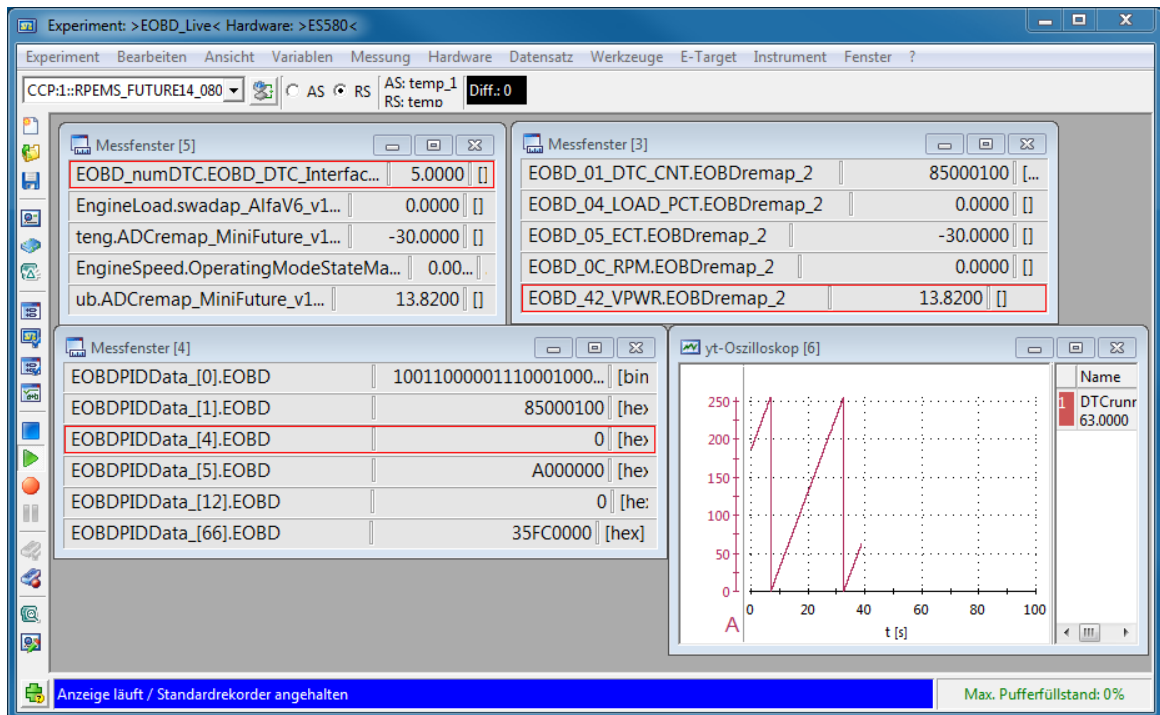 Experiment: >EOBD_Live< Hardware: >ES580<
Experiment Bearbeiten Ansicht Variablen Messung Hardware Datensatz Werkzeuge E-Target Instrument Fenster ?
CCP:1::RPEMS_FUTURE14_080 AS RS AS: temp_1 Diff.: 0
RS: temp
Messfenster [5]
EOBD_numDTC.EOBD_DTC_Interfac... 5.0000 []
EngineLoad.swadap_AlfaV6_v1... 0.0000 []
teng.ADCremap_MiniFuture_v1... -30.0000 []
EngineSpeed.OperatingModeStateMa... 0.00...
ub.ADCremap_MiniFuture_v1... 13.8200 []
Messfenster [3]
EOBD_01_DTC_CNT.EOBDremap_2 85000100 [...
EOBD_04_LOAD_PCT.EOBDremap_2 0.0000 []
EOBD_05_ECT.EOBDremap_2 -30.0000 []
EOBD_0C_RPM.EOBDremap_2 0.0000 []
EOBD_42_VPWR.EOBDremap_2 13.8200 []
Messfenster [4]
EOBDPIDData_[0].EOBD 10011000001110001000... [bin
EOBDPIDData_[1].EOBD 85000100 [hex
EOBDPIDData_[4].EOBD 0 [hex
EOBDPIDData_[5].EOBD A000000 [hex
EOBDPIDData_[12].EOBD 0 [hex
EOBDPIDData_[66].EOBD 35FC0000 [hex]
yt-Oszilloskop [6]
250
200
150
100
50
0
A
0 20 40 60 80 100
t [s]
Name
1 DTCrunr
63.0000
Anzeige läuft / Standardrekorder angehalten
Max. Pufferfüllstand: 0%